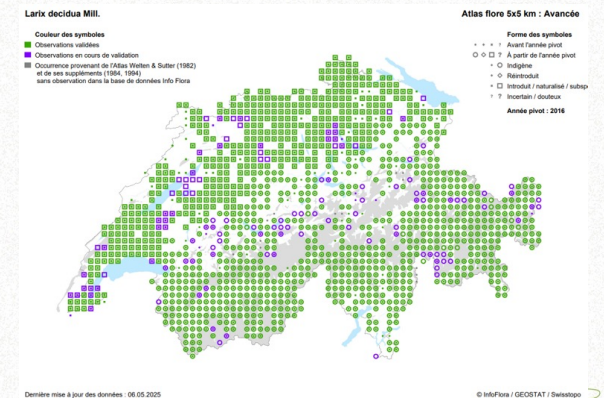 Larix decidua Mill.
Atlas flore 5x5 km : Avancée
Couleur des symboles
Observations validées
Observations en cours de validation
Occurrence provenant de l'Atlas Welten & Sutter (1982)
et de ses suppléments (1984, 1994)
sans observation dans la base de données Info Flora
Forme des symboles
Avant l'année pivot
? À partir de l'année pivot
Indigène
Réintroduit
Introduit / naturalisé / subsp
? Incertain / douteux
Année pivot : 2016
Dernière mise à jour des données : 06.05.2025
© InfoFlora / GEOSTAT / Swisstopo